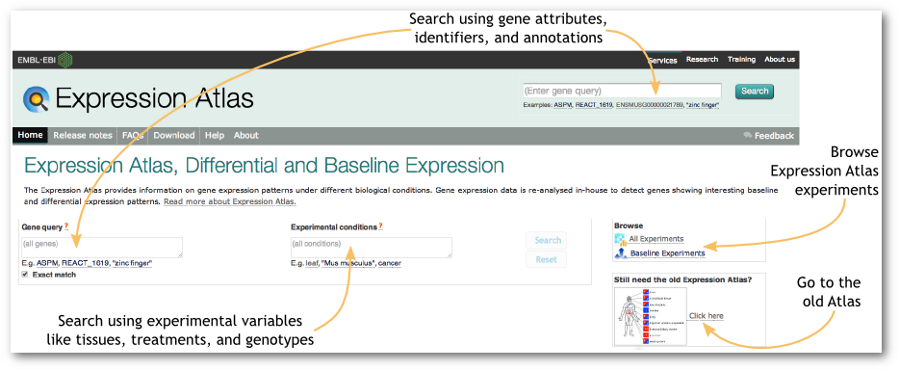 Search using gene attributes,
identifiers, and annotations
EMBL-EBI
Services Research Training About us
Expression Atlas
(Enter gene query)
Search
Examples: ASPM, REACT_1619, ENSMUSG00000021789, "zinc finger"
Home Release notes FAQs Download Help About
Feedback
Expression Atlas, Differential and Baseline Expression
The Expression Atlas provides information on gene expression patterns under different biological conditions. Gene expression data is re-analysed in-house to detect genes showing interesting baseline
and differential expression patterns. Read more about Expression Atlas.
Browse
Expression Atlas
experiments
Gene query ?
(all genes)
E.g. ASPM, REACT_1619, "zinc finger"
Exact match
Experimental conditions ?
(all conditions)
E.g. leaf, "Mus musculus", cancer
Search
Reset
Browse
All Experiments
Baseline Experiments
Still need the old Expression Atlas?
Click here
Go to the
old Atlas
Search using experimental variables
like tissues, treatments, and genotypes